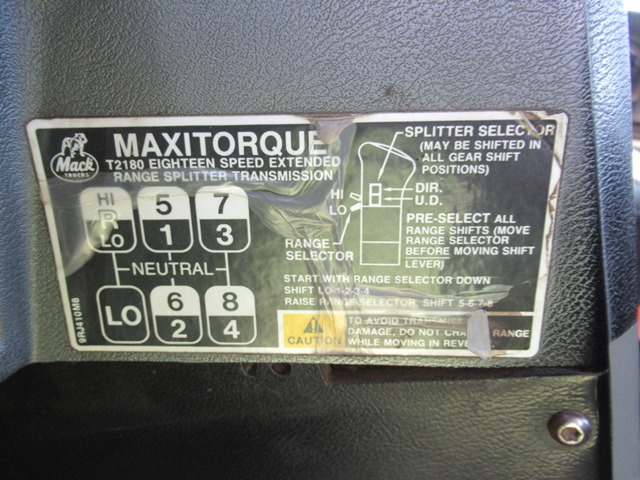 Mack
TRUCKS
MAXITORQUE
T2180 EIGHTEEN SPEED EXTENDED
RANGE SPLITTER TRANSMISSION
HI
R
LO
5
1
7
3
NEUTRAL
LO
6
2
8
4
9RJ410M8
SPLITTER SELECTOR
(MAY BE SHIFTED IN
ALL GEAR SHIFT
POSITIONS)
HI
LO
DIR.
U.D.
RANGE
SELECTOR
PRE-SELECT ALL
RANGE SHIFTS (MOVE
RANGE SELECTOR
BEFORE MOVING SHIFT
LEVER)
START WITH RANGE SELECTOR DOWN
SHIFT LO-1-2-3-4
RAISE RANGE SELECTOR, SHIFT 5-6-7-8
CAUTION
TO AVOID
DAMAGE, DO NOT RANGE
WHILE MOVING IN